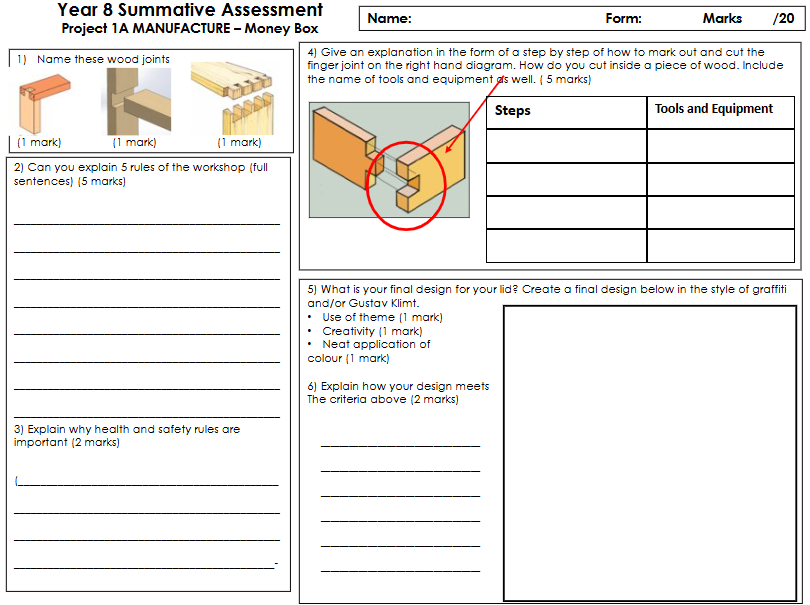 Year 8 Summative Assessment
Project 1A MANUFACTURE – Money Box
Name: Form: Marks /20
1) Name these wood joints
(1 mark) (1 mark) (1 mark)
2) Can you explain 5 rules of the workshop (full
sentences) (5 marks)
3) Explain why health and safety rules are
important (2 marks)
(
-
4) Give an explanation in the form of a step by step of how to mark out and cut the
finger joint on the right hand diagram. How do you cut inside a piece of wood. Include
the name of tools and equipment as well. ( 5 marks)
Steps Tools and Equipment
5) What is your final design for your lid? Create a final design below in the style of graffiti
and/or Gustav Klimt.
• Use of theme (1 mark)
• Creativity (1 mark)
• Neat application of
colour (1 mark)
6) Explain how your design meets
The criteria above (2 marks)